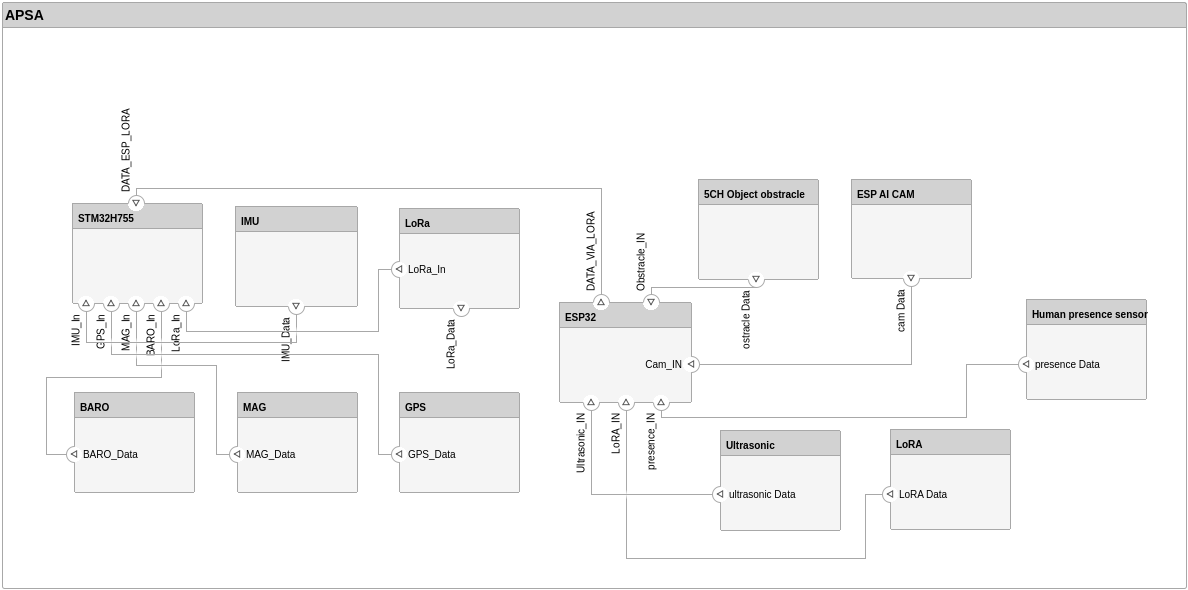 APSA
DATA_ESP_LORA
STM32H755
IMU_In
GPS_In
MAG_In
BARO_In
LoRa_In
IMU
IMU_Data
LoRa
LoRa_In
LoRa_Data
BARO
BARO_Data
MAG
MAG_Data
GPS
GPS_Data
DATA_VIA_LORA
Obstracle_IN
ESP32
Cam_IN
Ultrasonic_IN
LoRA_IN
presence_IN
5CH Object obstracle
ostracle Data
ESP AI CAM
cam Data
Human presence sensor
presence Data
Ultrasonic
ultrasonic Data
LoRA
LoRA Data